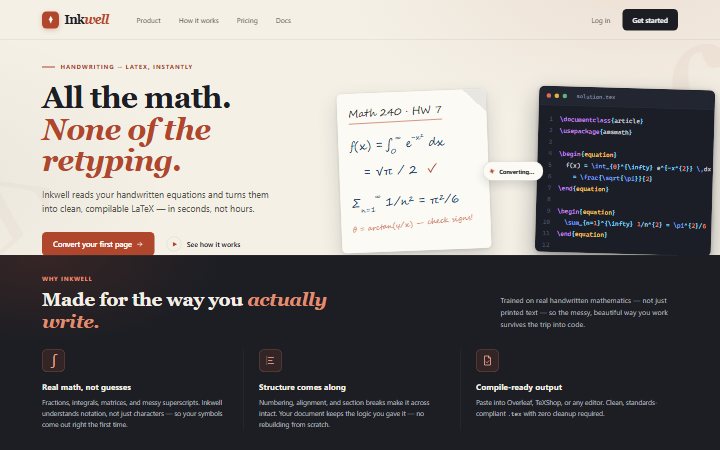 Inkwell
Product
How it works
Pricing
Docs
Log in
Get started
HANDWRITING → LATEX, INSTANTLY
All the math.
None of the
retyping.
Inkwell reads your handwritten equations and turns them
into clean, compilable LaTeX — in seconds, not hours.
Convert your first page →
See how it works
Math 240 · HW 7
f(x) = ∫₀^∞ e^{-x²} dx
= √π / 2 ✓
Σ_{n=1}^∞ 1/n² = π²/6
θ = arctan(y/x) — check signs!
Converting...
solution.tex
1 \documentclass{article}
2 \usepackage{amsmath}
3
4 \begin{equation}
5 f(x) = \int_{0}^{\infty} e^{-x^{2}} \,dx
6 = \frac{\sqrt{\pi}}{2}
7 \end{equation}
8
9 \begin{equation}
10 \sum_{n=1}^{\infty} 1/n^{2} = \pi^{2}/6
11 \end{equation}
12
WHY INKWELL
Made for the way you actually
write.
Trained on real handwritten mathematics — not just
printed text — so the messy, beautiful way you work
survives the trip into code.
Real math, not guesses
Fractions, integrals, matrices, and messy superscripts. Inkwell
understands notation, not just characters — so your symbols
come out right the first time.
Structure comes along
Numbering, alignment, and section breaks make it across
intact. Your document keeps the logic you gave it — no
rebuilding from scratch.
Compile-ready output
Paste into Overleaf, TeXShop, or any editor. Clean, standards-
compliant .tex with zero cleanup required.